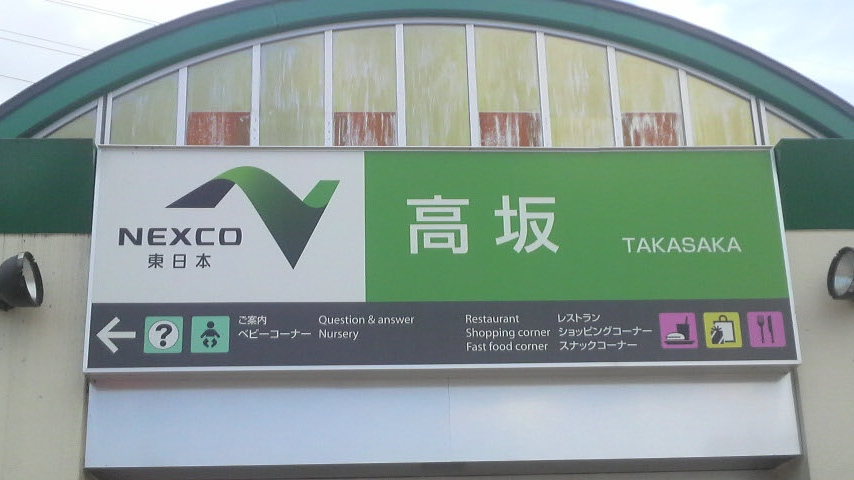 NEXCO
東日本
高坂
TAKASAKA
ご案内
ベビーコーナー
Question & answer
Nursery
Restaurant
Shopping corner
Fast food corner
レストラン
ショッピングコーナー
スナックコーナー
?